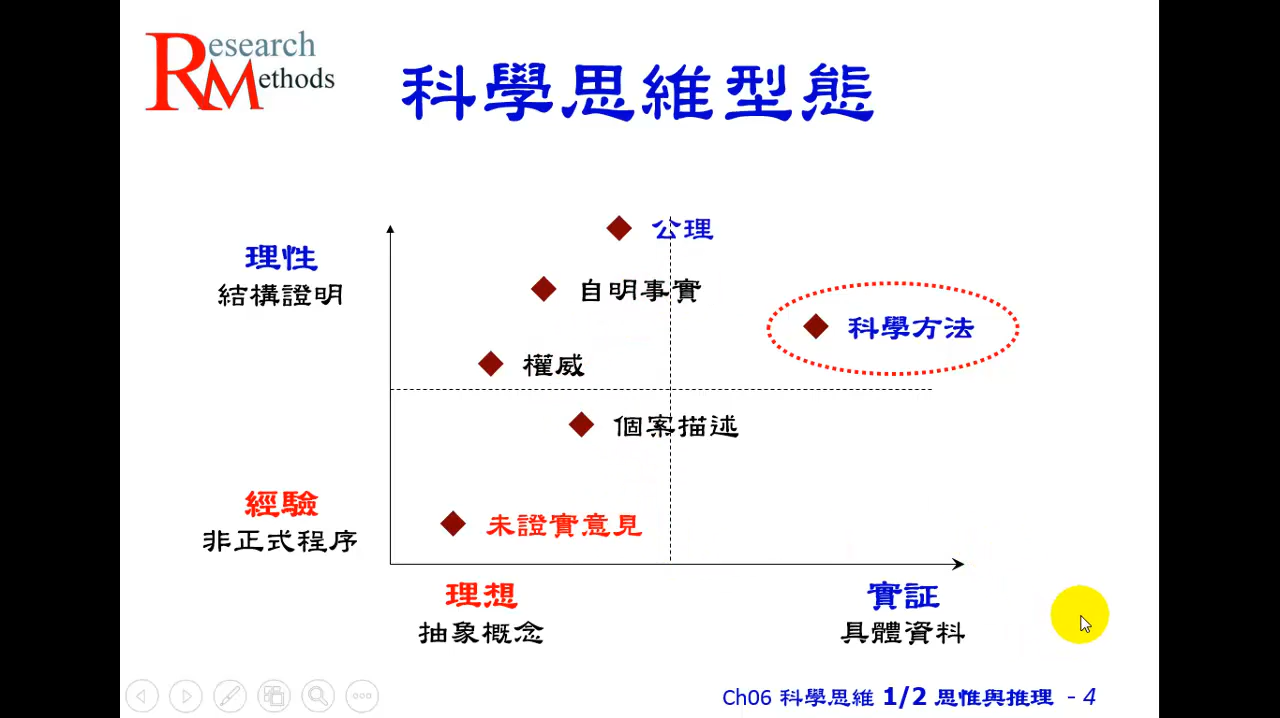 Research
Methods
科學思維型態
公理
理性
自明事實
結構證明
科學方法
權威
個案描述
經驗
未證實意見
非正式程序
理想
實証
抽象概念
具體資料
Ch06 科學思維 1/2 思惟與推理 - 4